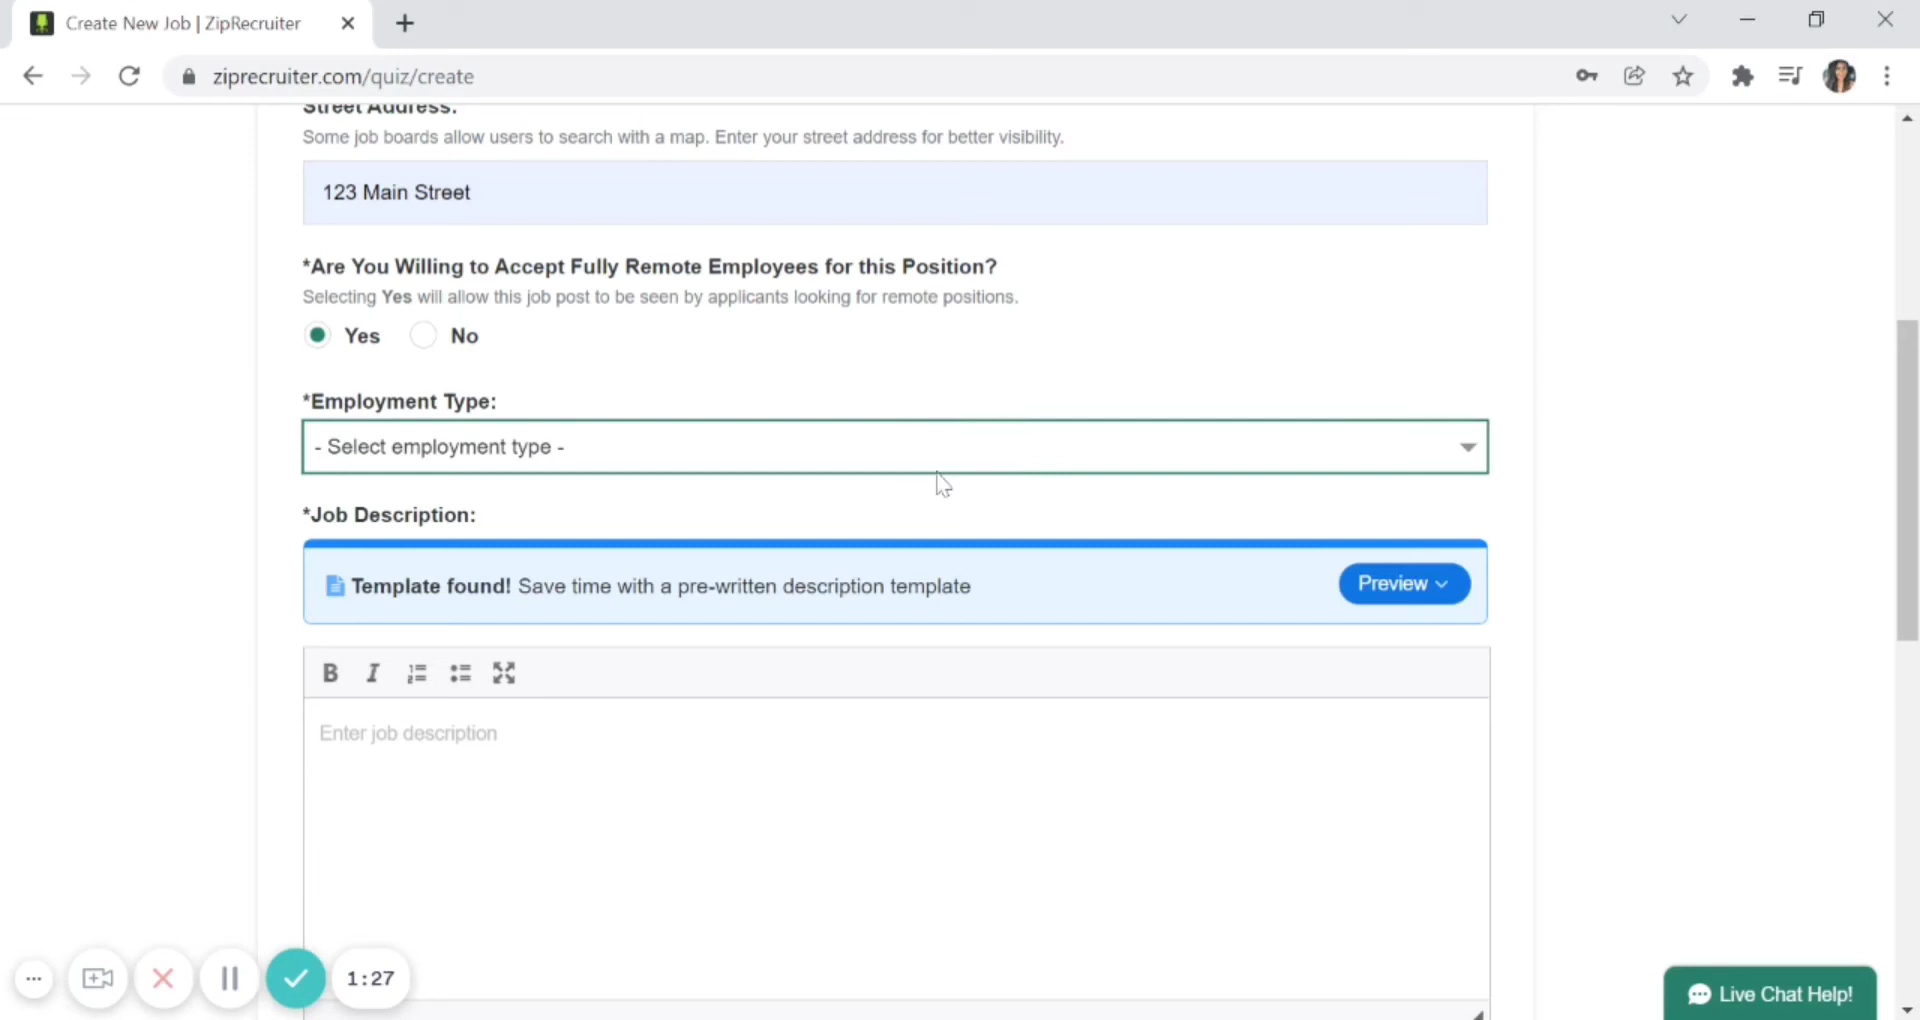 Create New Job | ZipRecruiter
ziprecruiter.com/quiz/create
Street Address:
Some job boards allow users to search with a map. Enter your street address for better visibility.
123 Main Street
*Are You Willing to Accept Fully Remote Employees for this Position?
Selecting Yes will allow this job post to be seen by applicants looking for remote positions.
Yes No
*Employment Type:
- Select employment type -
*Job Description:
Template found! Save time with a pre-written description template
Preview
B I
Enter job description
1:27
Live Chat Help!